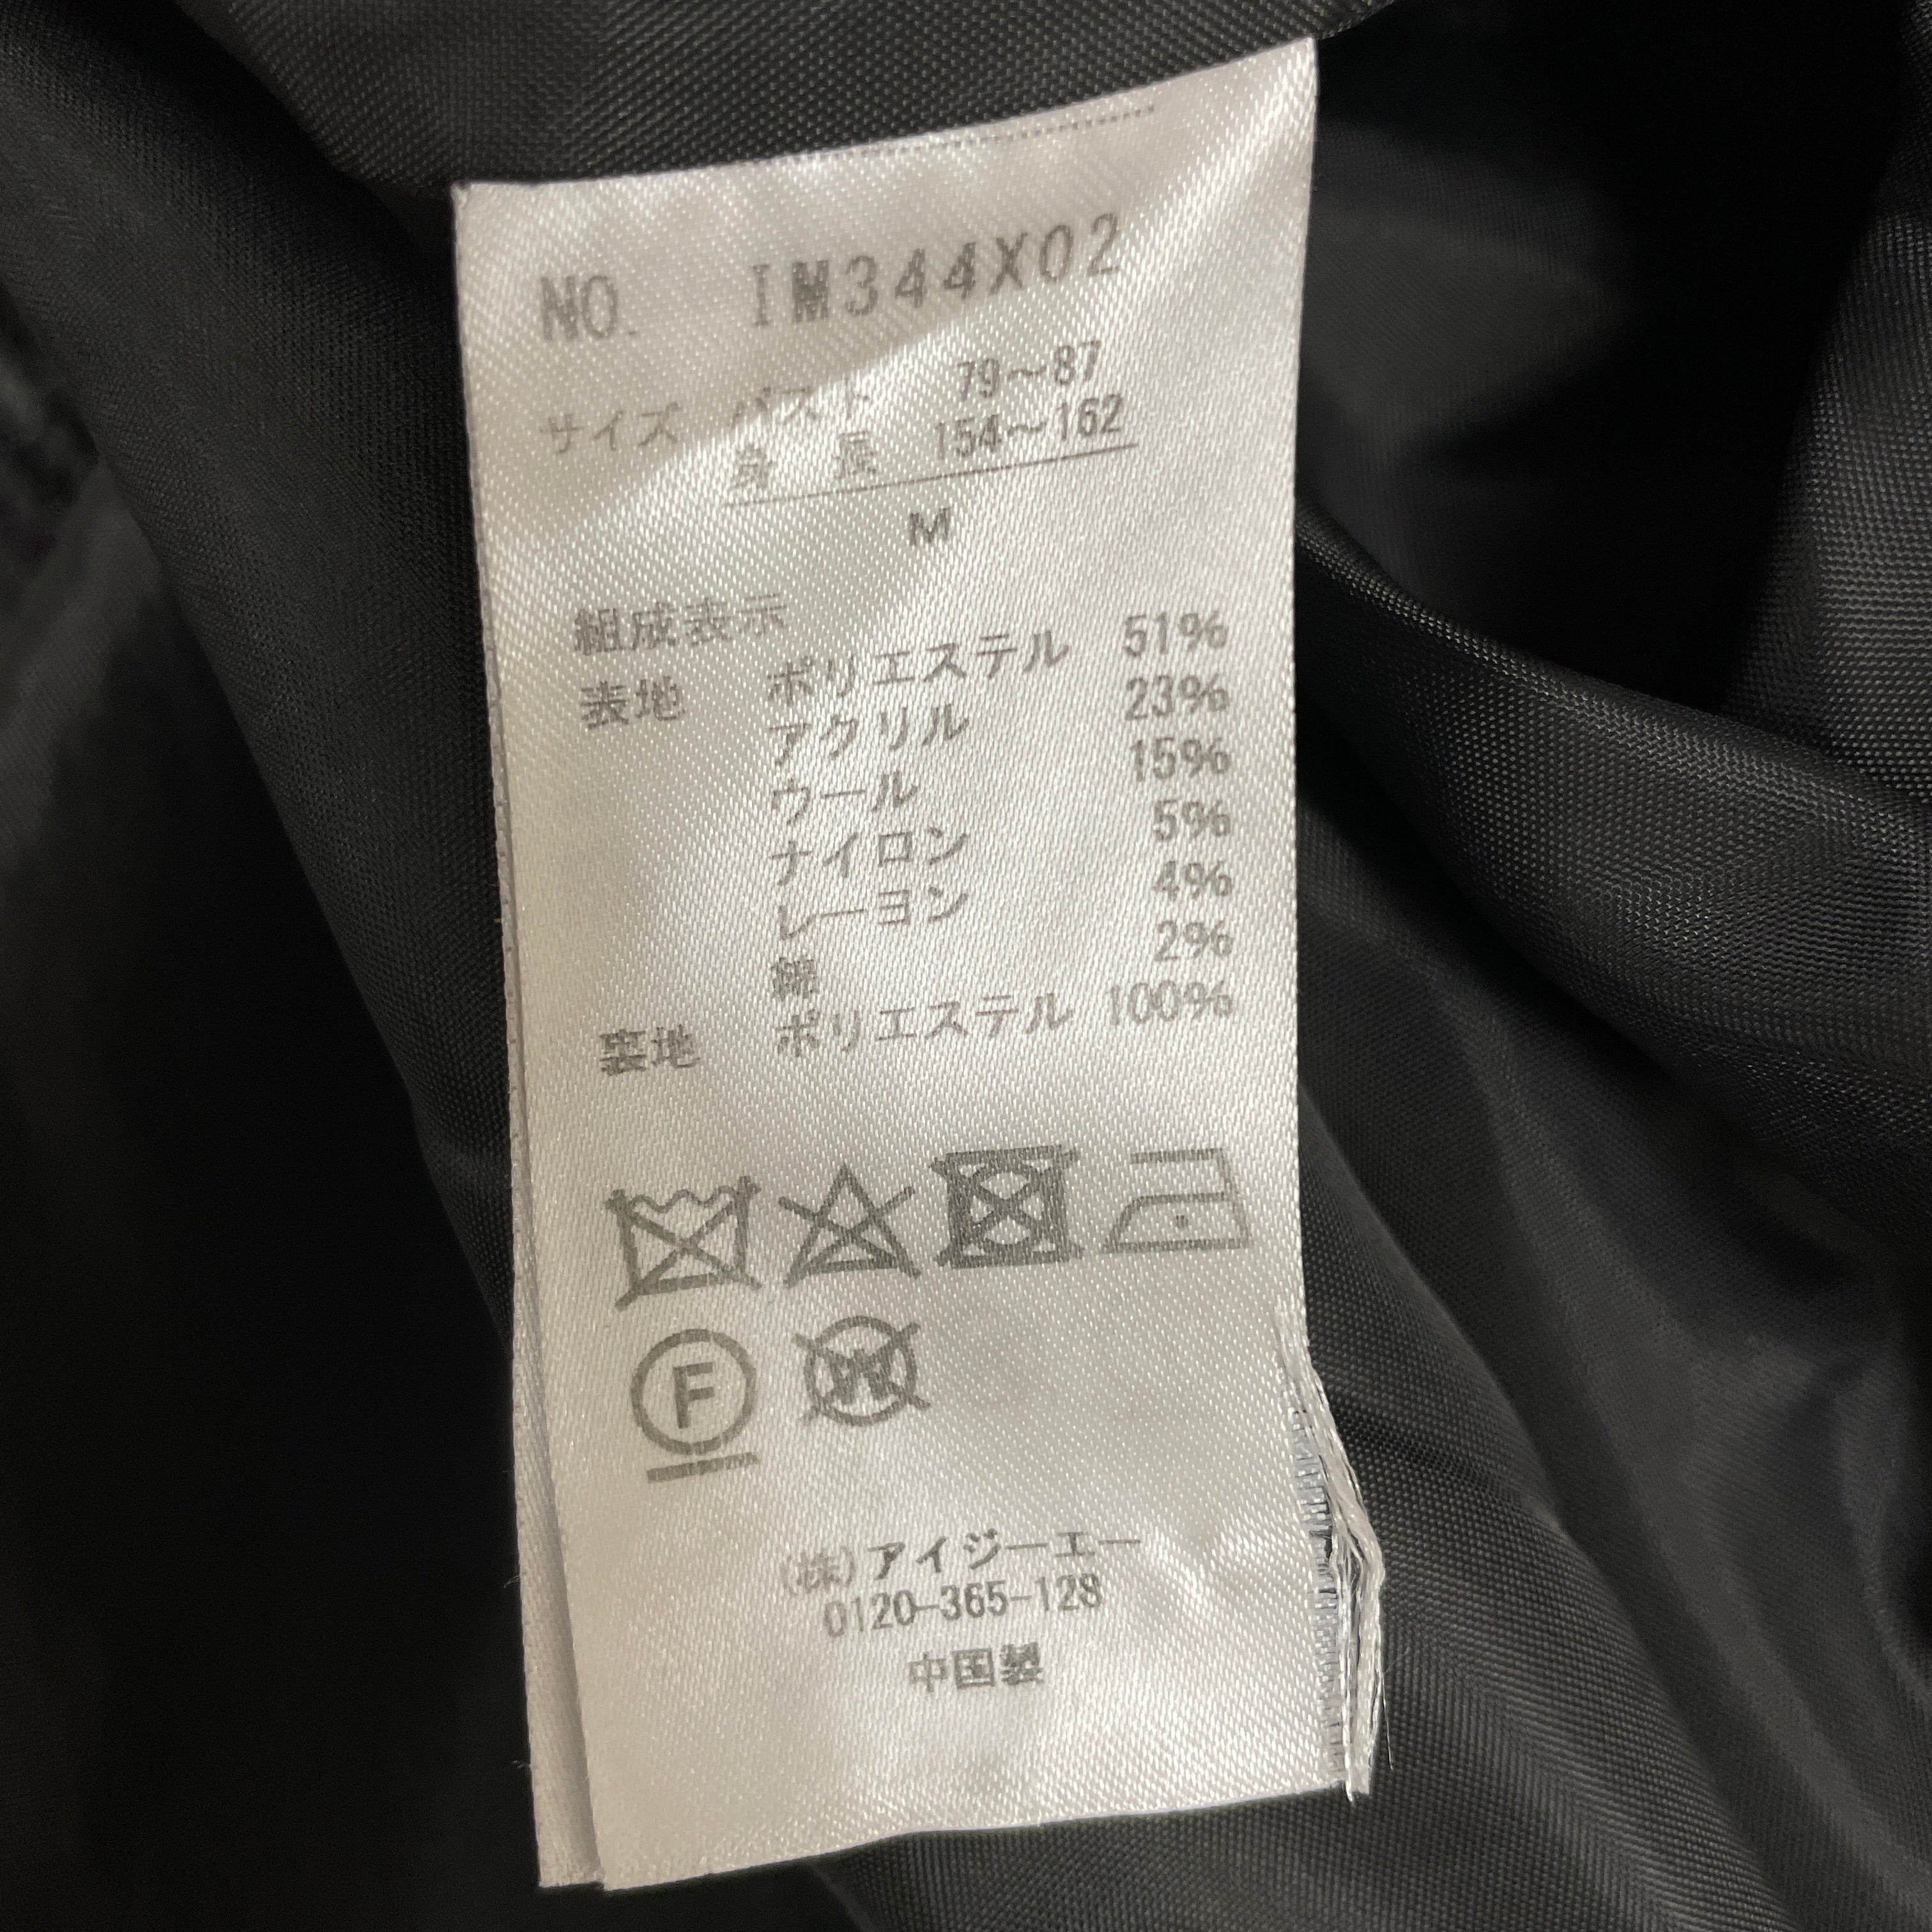 NO. IM344X02
サイズ バスト 79～87
身長 154～162
M
組成表示
表地 ポリエステル 51%
アクリル 23%
ウール 15%
ナイロン 5%
レーヨン 4%
綿 2%
裏地 ポリエステル 100%
F W
(株)アイジーエー
0120-365-128
中国製